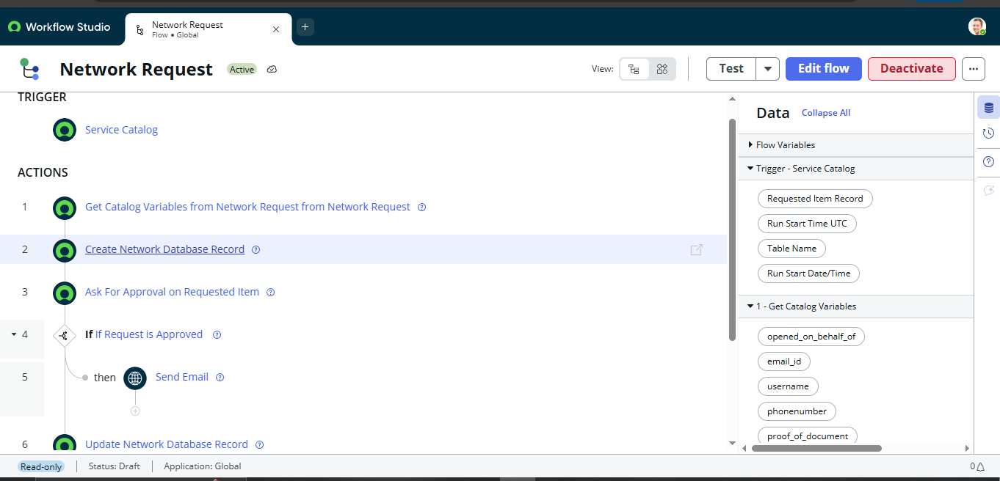 Workflow Studio
Network Request
Flow • Global
+
Network Request
Active
View:
Test
Edit flow
Deactivate
...
TRIGGER
Service Catalog
ACTIONS
1 Get Catalog Variables from Network Request from Network Request ?
2 Create Network Database Record ?
3 Ask For Approval on Requested Item ?
4 If If Request is Approved ?
5 then Send Email ?
6 Update Network Database Record ?
Data Collapse All
Flow Variables
Trigger - Service Catalog
Requested Item Record
Run Start Time UTC
Table Name
Run Start Date/Time
1 - Get Catalog Variables
opened_on_behalf_of
email_id
username
phonenumber
proof_of_document
Read-only
Status: Draft
Application: Global
0